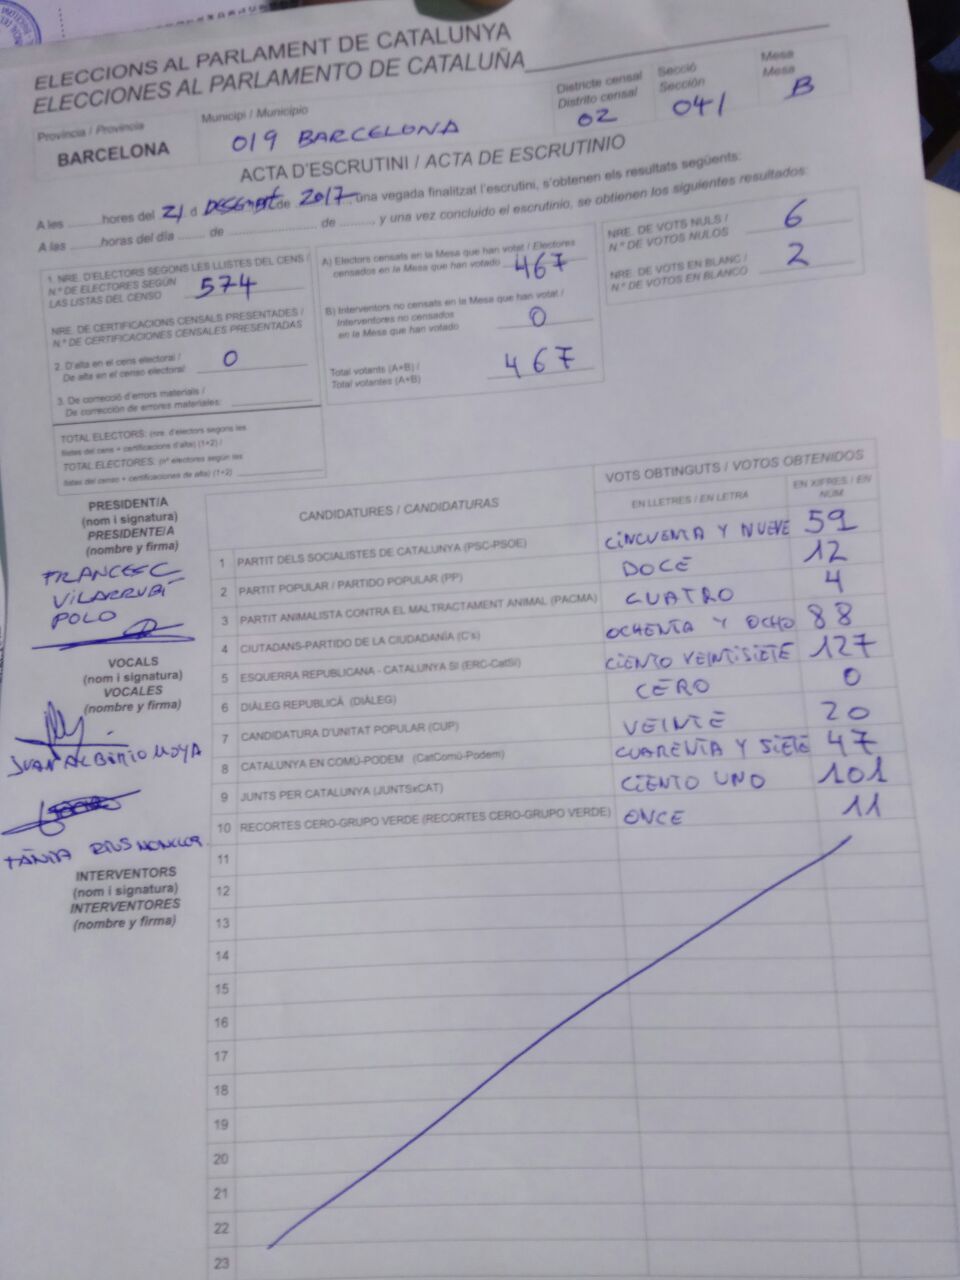 ELECCIONS AL PARLAMENT DE CATALUNYA
ELECCIONES AL PARLAMENTO DE CATALUÑA
Provincia / Provincia
BARCELONA
Municipi / Municipio
019 BARCELONA
Districte censal
Distrito censal
02
Secció
Sección
041
Mesa
Mesa
B
ACTA D'ESCRUTINI / ACTA DE ESCRUTINIO
A les ......... hores del 21 d de 2017, una vegada finalitzat l'escrutini, s'obtenen els resultats següents:
A las ......... horas del día ....... de ...................... de ........., y una vez concluido el escrutinio, se obtienen los siguientes resultados:
1. NRE. D'ELECTORS SEGONS LES LLISTES DEL CENS /
N.º DE ELECTORES SEGÚN
LAS LISTAS DEL CENSO
574
NRE. DE CERTIFICACIONS CENSALS PRESENTADES /
N.º DE CERTIFICACIONES CENSALES PRESENTADAS
2. D'alta en el cens electoral /
De alta en el censo electoral:
0
3. De correcció d'errors materials /
De corrección de errores materiales:
TOTAL ELECTORS: (nre. d'electors segons les
llistes del cens + certificacions d'alta) (1+2) /
TOTAL ELECTORES: (nº electores según las
listas del censo + certificaciones de alta) (1+2)
A) Electors censats en la Mesa que han votat / Electores
censados en la Mesa que han votado
467
B) Interventors no censats en la Mesa que han votat /
Interventores no censados
en la Mesa que han votado
0
Total votants (A+B) /
Total votantes (A+B)
467
NRE. DE VOTS NULS /
N.º DE VOTOS NULOS
6
NRE. DE VOTS EN BLANC /
N.º DE VOTOS EN BLANCO
2
CANDIDATURES / CANDIDATURAS
VOTS OBTINGUTS / VOTOS OBTENIDOS
EN LLETRES / EN LETRA
EN XIFRES / EN NÚM
1 PARTIT DELS SOCIALISTES DE CATALUNYA (PSC-PSOE) CINCUENTA Y NUEVE 59
2 PARTIT POPULAR / PARTIDO POPULAR (PP) DOCE 12
3 PARTIT ANIMALISTA CONTRA EL MALTRACTAMENT ANIMAL (PACMA) CUATRO 4
4 CIUTADANS-PARTIDO DE LA CIUDADANÍA (C's) OCHENTA Y OCHO 88
5 ESQUERRA REPUBLICANA - CATALUNYA SI (ERC-CatSí) CIENTO VEINTISIETE 127
6 DIÀLEG REPUBLICÀ (DIÀLEG) CERO 0
7 CANDIDATURA D'UNITAT POPULAR (CUP) VEINTE 20
8 CATALUNYA EN COMÚ-PODEM (CatComú-Podem) CUARENTA Y SIETE 47
9 JUNTS PER CATALUNYA (JUNTSxCAT) CIENTO UNO 101
10 RECORTES CERO-GRUPO VERDE (RECORTES CERO-GRUPO VERDE) ONCE 11
11
12
13
14
15
16
17
18
19
20
21
22
23
PRESIDENT/A
(nom i signatura)
PRESIDENTE/A
(nombre y firma)
FRANCESC
VILARRUBÍ
POLO
VOCALS
(nom i signatura)
VOCALES
(nombre y firma)
JUAN ALBERTO MOYA
TÀNIA RIUS
INTERVENTORS
(nom i signatura)
INTERVENTORES
(nombre y firma)